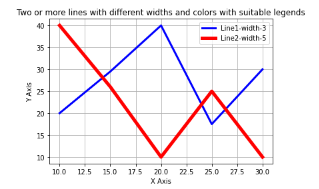 Two or more lines with different widths and colors with suitable legends
Line1-width-3
Line2-width-5
Y Axis
40
35
30
25
20
15
10
10.0 12.5 15.0 17.5 20.0 22.5 25.0 27.5 30.0
X Axis